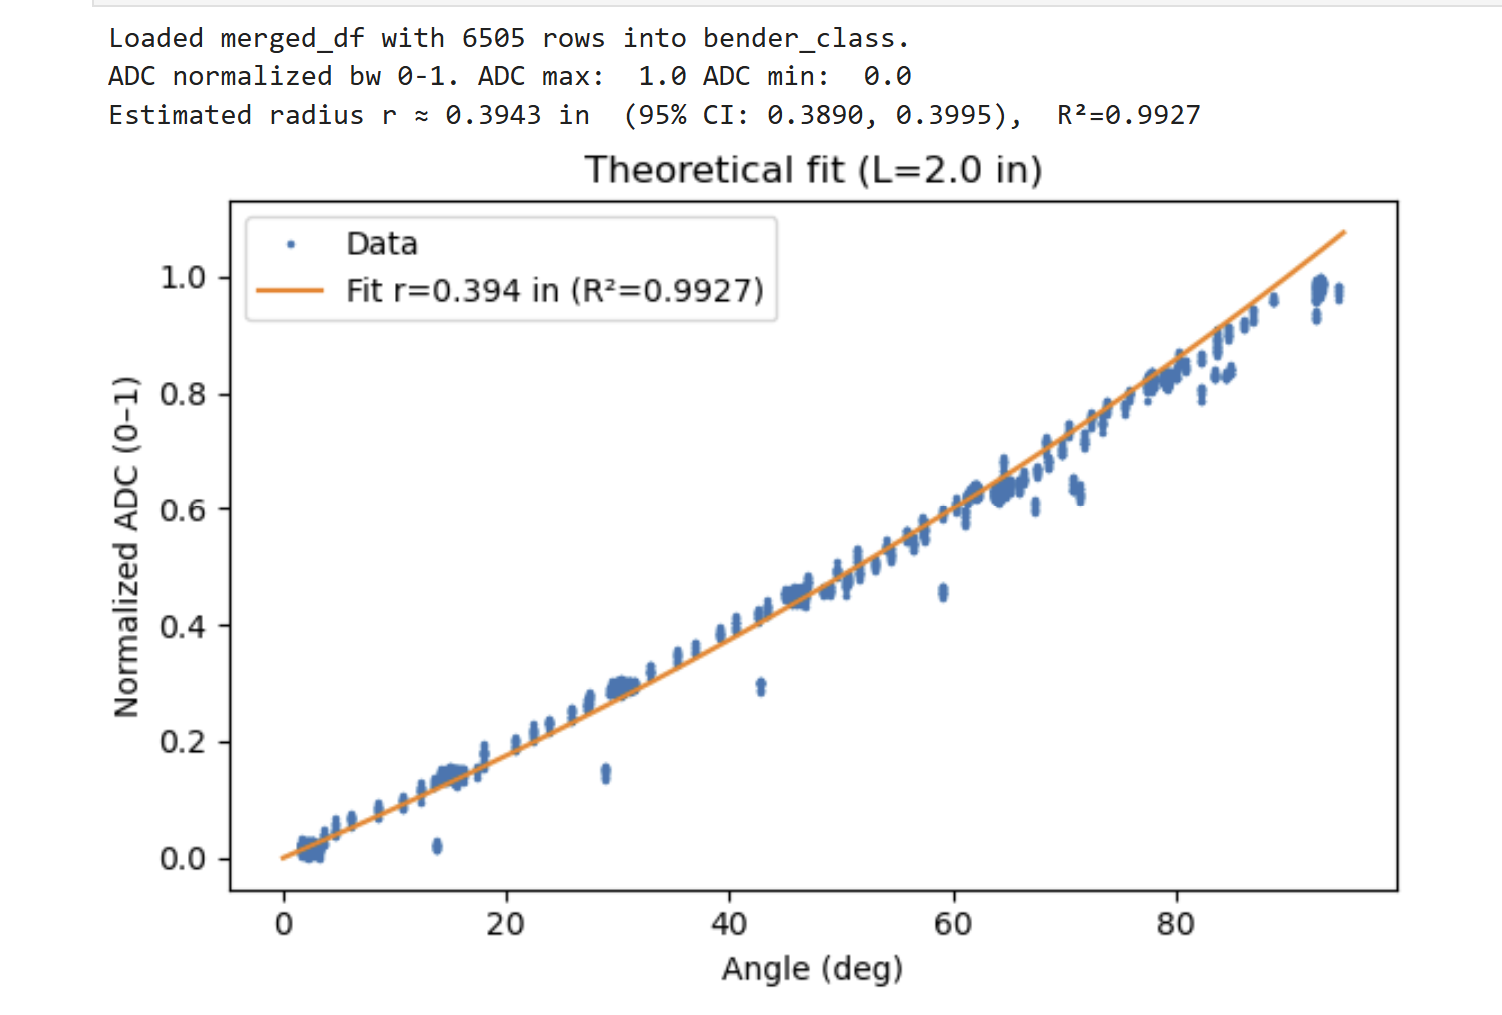 Loaded merged_df with 6505 rows into bender_class.
ADC normalized bw 0-1. ADC max:  1.0 ADC min:  0.0
Estimated radius r ≈ 0.3943 in  (95% CI: 0.3890, 0.3995),  R²=0.9927
Theoretical fit (L=2.0 in)
Data
Fit r=0.394 in (R²=0.9927)
1.0
0.8
0.6
0.4
0.2
0.0
Normalized ADC (0–1)
0 20 40 60 80
Angle (deg)